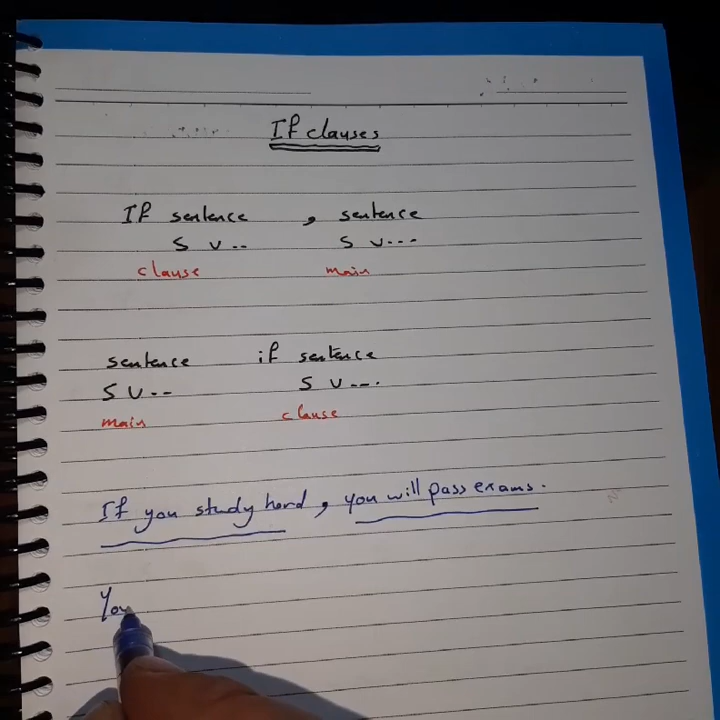 If clauses
If sentence , sentence
S v.. S v...
clause main
sentence if sentence
S v.. S v....
main clause
If you study hard, you will pass exams.
You